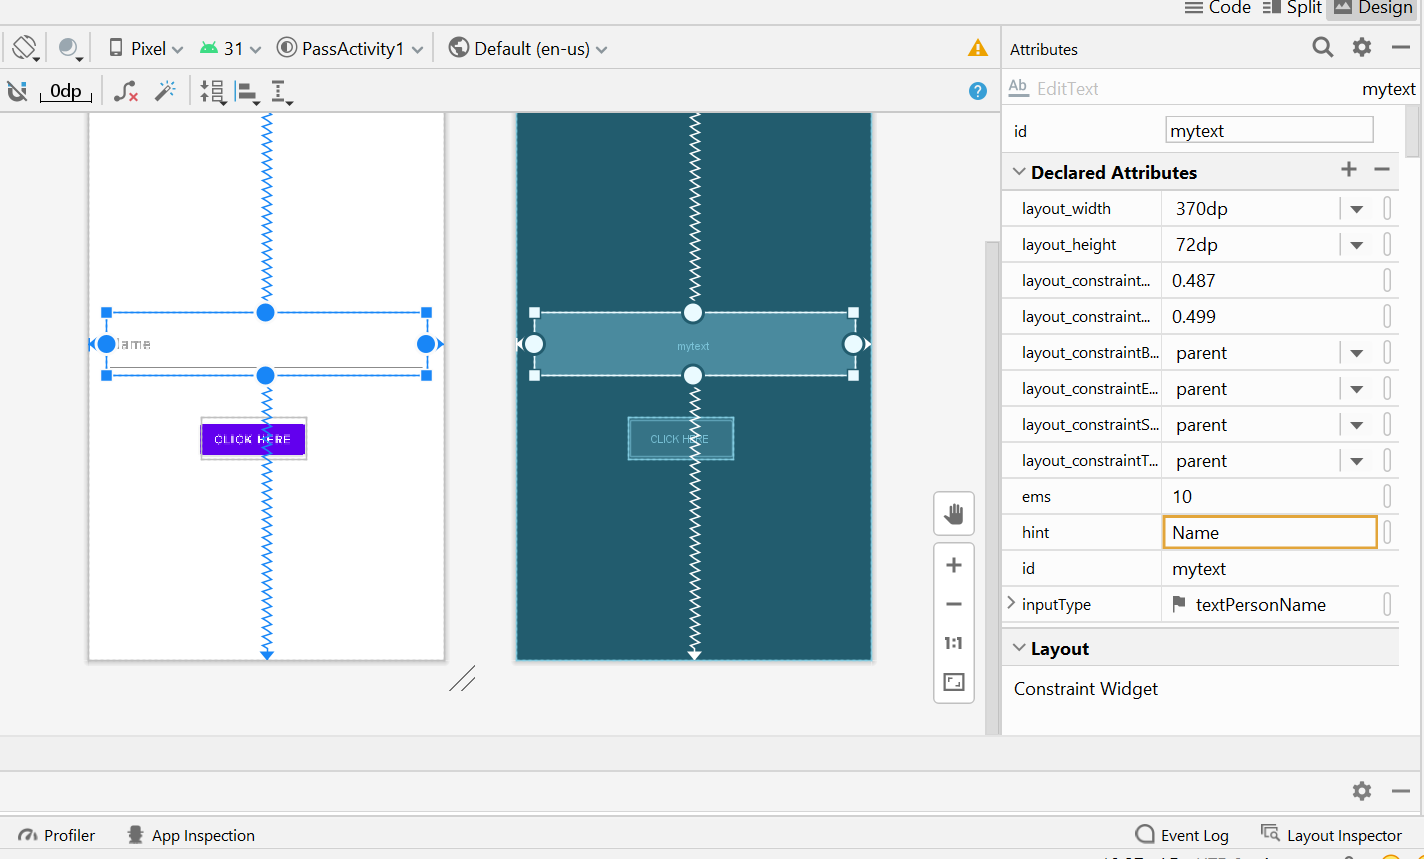 Code Split Design
Pixel 31 PassActivity1 Default (en-us)
Attributes
0dp
?
Ab EditText mytext
id mytext
Declared Attributes
layout_width 370dp
layout_height 72dp
layout_constraint... 0.487
layout_constraint... 0.499
layout_constraintB... parent
layout_constraintE... parent
layout_constraintS... parent
layout_constraintT... parent
ems 10
hint Name
id mytext
inputType textPersonName
Layout
Constraint Widget
ame
CLICK HERE
mytext
CLICK HERE
1:1
Profiler App Inspection Event Log Layout Inspector